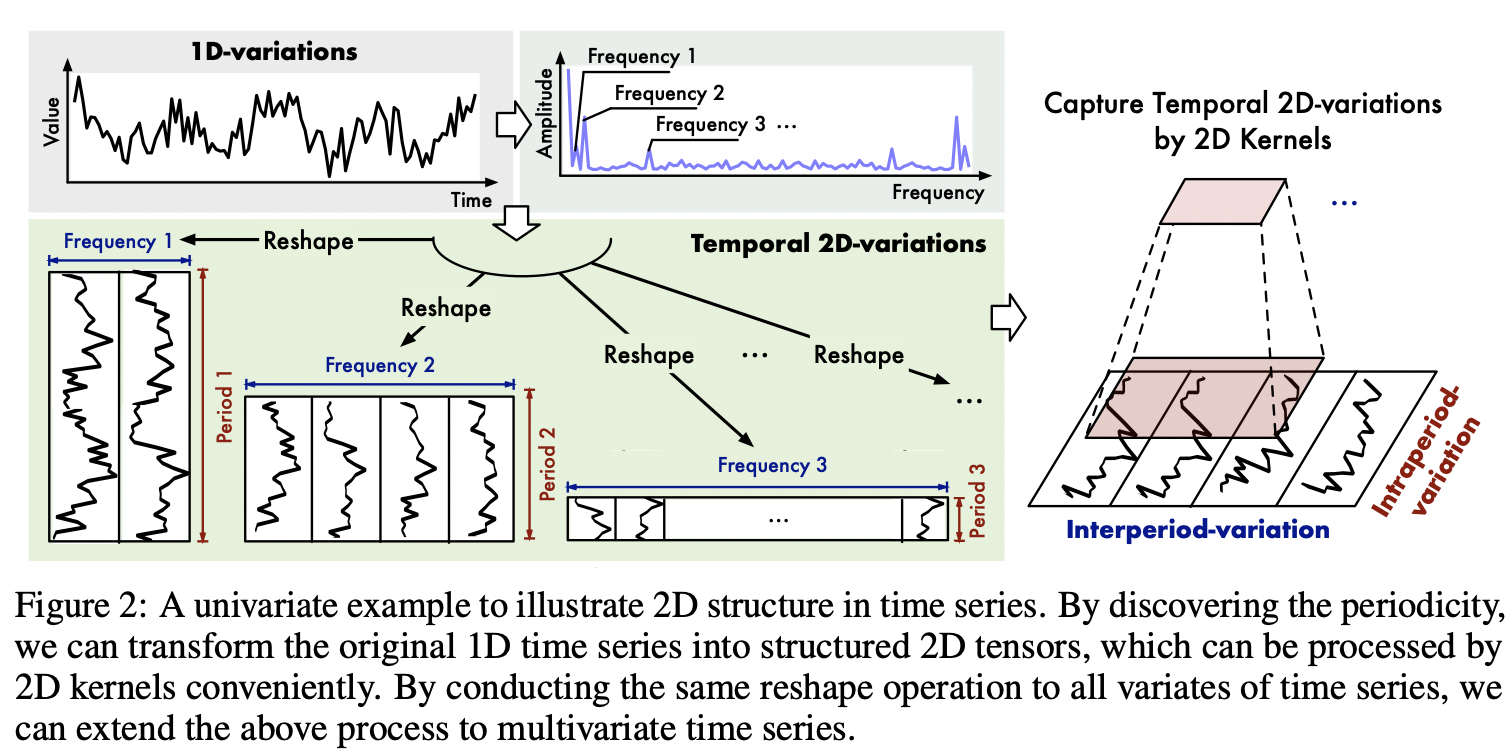 1D-variations
Value
Time
Amplitude
Frequency 1
Frequency 2
Frequency 3 ...
Frequency
Capture Temporal 2D-variations
by 2D Kernels
...
Temporal 2D-variations
Frequency 1
Reshape
Period 1
Reshape
Frequency 2
Period 2
Reshape
...
Reshape
...
Frequency 3
...
Period 3
Interperiod-variation
Intraperiod-
variation
Figure 2: A univariate example to illustrate 2D structure in time series. By discovering the periodicity,
we can transform the original 1D time series into structured 2D tensors, which can be processed by
2D kernels conveniently. By conducting the same reshape operation to all variates of time series, we
can extend the above process to multivariate time series.